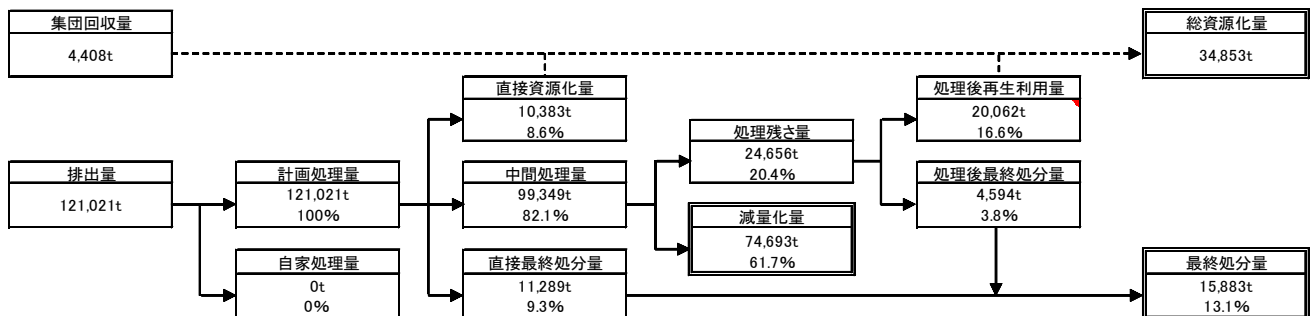 集団回収量
4,408t
総資源化量
34,853t
直接資源化量
10,383t
8.6%
処理後再生利用量
20,062t
16.6%
処理残さ量
24,656t
20.4%
排出量
121,021t
計画処理量
121,021t
100%
中間処理量
99,349t
82.1%
処理後最終処分量
4,594t
3.8%
減量化量
74,693t
61.7%
自家処理量
0t
0%
直接最終処分量
11,289t
9.3%
最終処分量
15,883t
13.1%